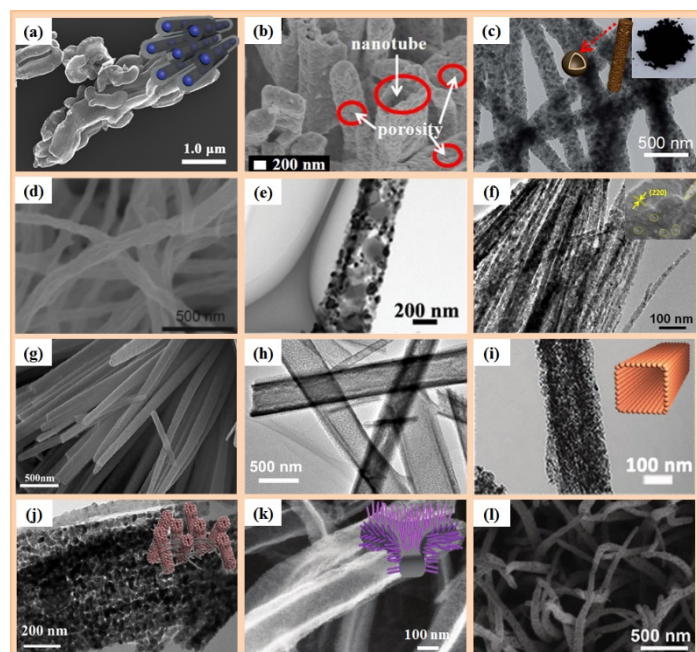 (a)
1.0 μm
(b)
nanotube
porosity
200 nm
(c)
500 nm
(d)
500 nm
(e)
200 nm
(f)
(220)
100 nm
(g)
500nm
(h)
500 nm
(i)
100 nm
(j)
200 nm
(k)
100 nm
(l)
500 nm